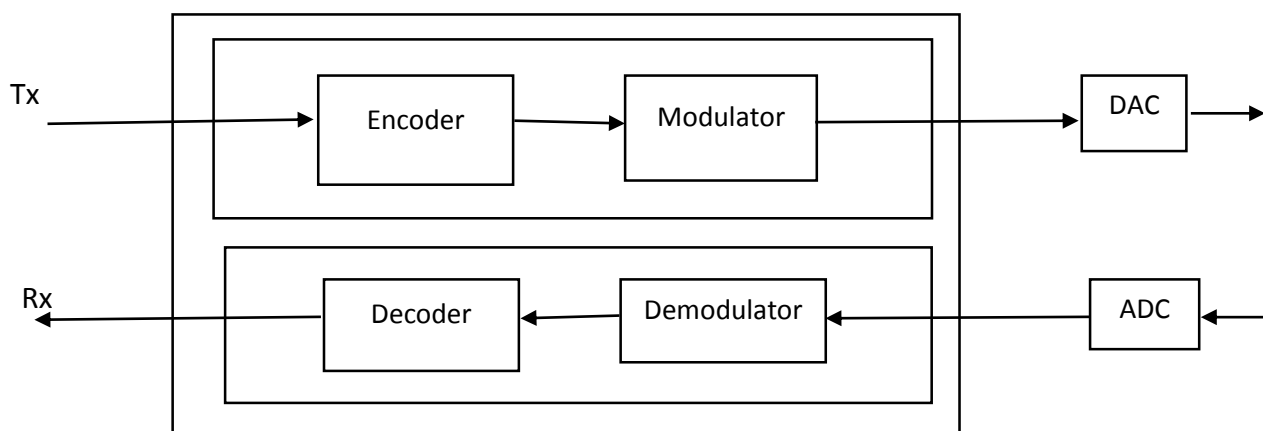 Tx
Encoder
Modulator
DAC
Rx
Decoder
Demodulator
ADC